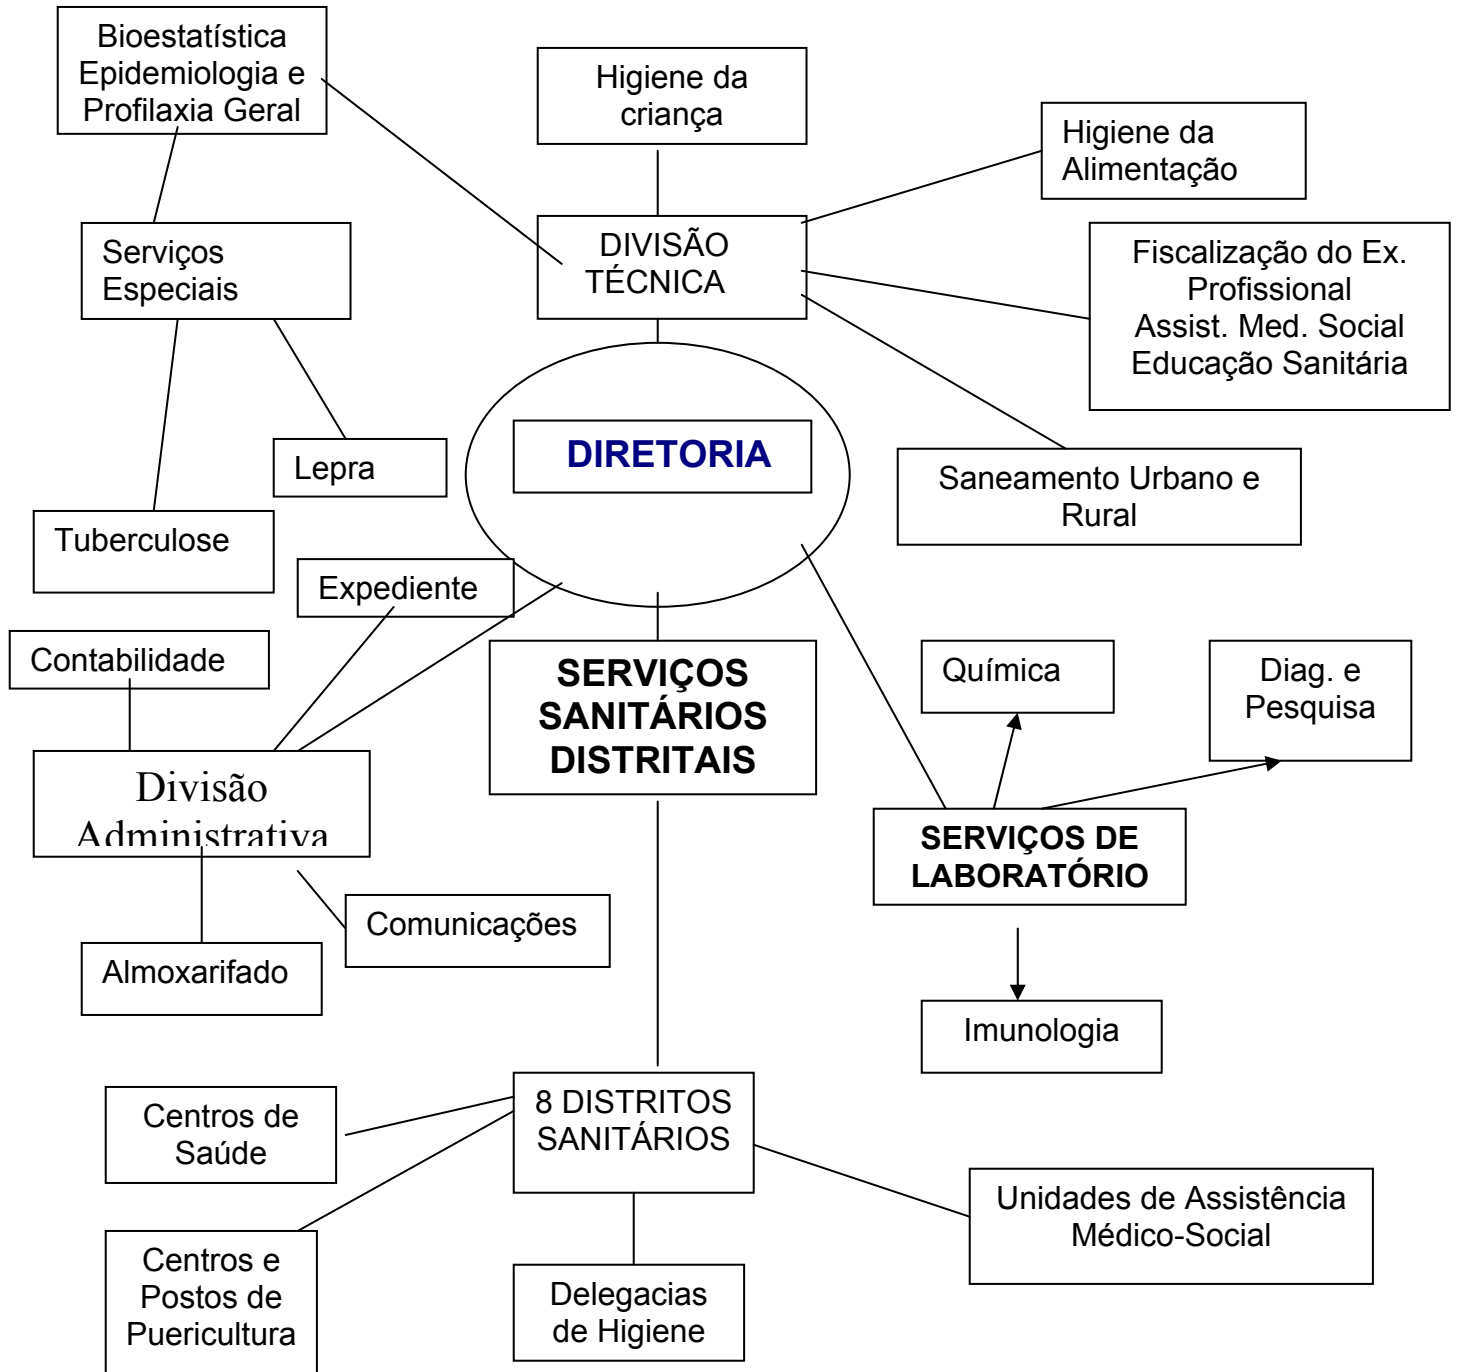 Bioestatística
Epidemiologia e
Profilaxia Geral
Higiene da
criança
Higiene da
Alimentação
Serviços
Especiais
DIVISÃO
TÉCNICA
Fiscalização do Ex.
Profissional
Assist. Med. Social
Educação Sanitária
Lepra
DIRETORIA
Saneamento Urbano e
Rural
Tuberculose
Expediente
Contabilidade
SERVIÇOS
SANITÁRIOS
DISTRITAIS
Química
Diag. e
Pesquisa
Divisão
Administrativa
SERVIÇOS DE
LABORATÓRIO
Comunicações
Almoxarifado
Imunologia
Centros de
Saúde
8 DISTRITOS
SANITÁRIOS
Unidades de Assistência
Médico-Social
Centros e
Postos de
Puericultura
Delegacias
de Higiene